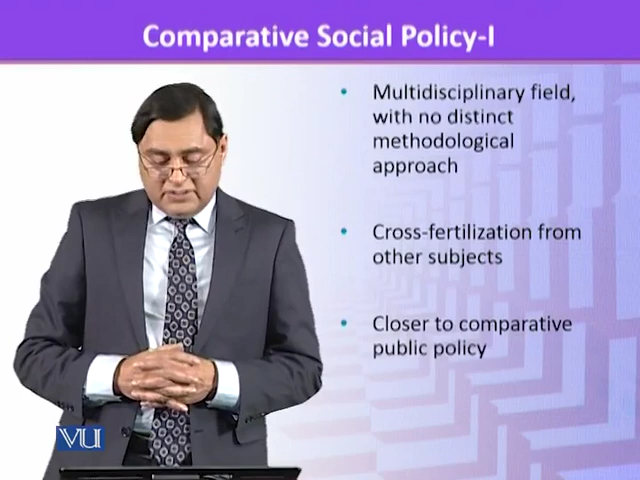 Comparative Social Policy-I
Multidisciplinary field,
with no distinct
methodological
approach
Cross-fertilization from
other subjects
Closer to comparative
public policy
VU